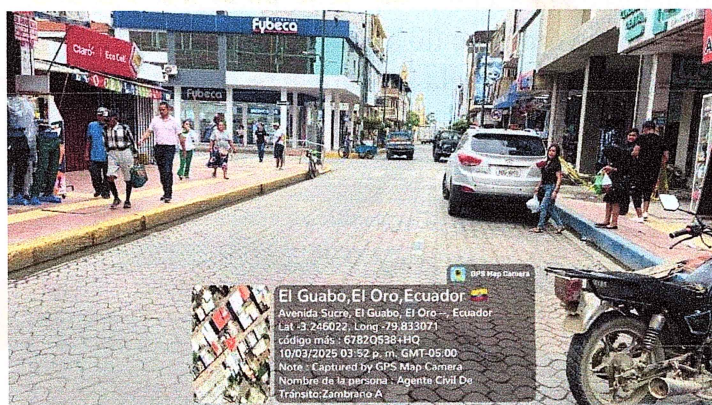 Fybeca
Claro
Eco Cell
Fybeca
GPS Map Camera
El Guabo,El Oro,Ecuador
Avenida Sucre, El Guabo, El Oro --, Ecuador
Lat -3.246022, Long -79.833071
código más : 6782Q538+HQ
10/03/2025 03:52 p. m. GMT-05:00
Note : Captured by GPS Map Camera
Nombre de la persona : Agente Civil De
Tránsito:Zambrano A